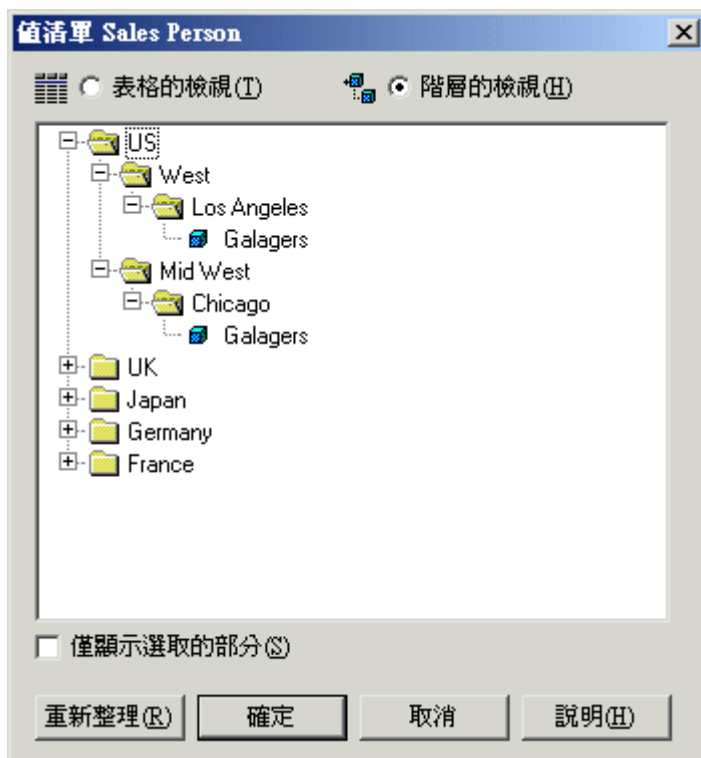 值清單 Sales Person
表格的檢視(T) 階層的檢視(H)
US
West
Los Angeles
Galagers
Mid West
Chicago
Galagers
UK
Japan
Germany
France
僅顯示選取的部分(S)
重新整理(R) 確定 取消 說明(H)